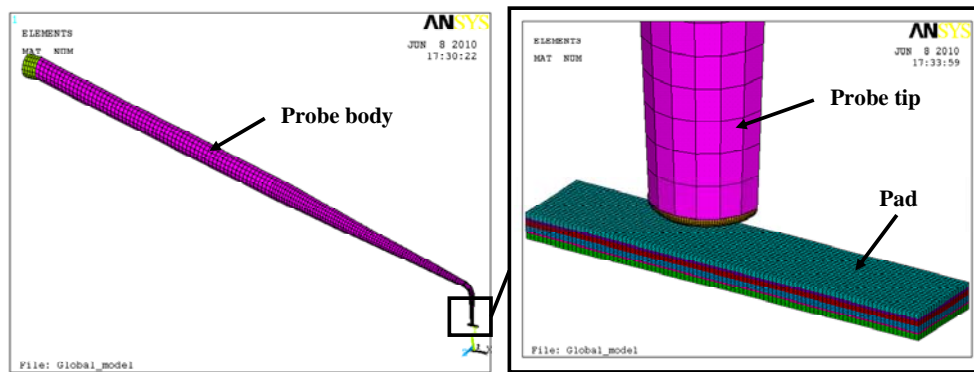 1
ANSYS
ELEMENTS
MAT NUM
JUN 8 2010
17:30:22
Probe body
X
File: Global_model
ANSYS
ELEMENTS
MAT NUM
JUN 8 2010
17:33:59
Probe tip
Pad
File: Global_model